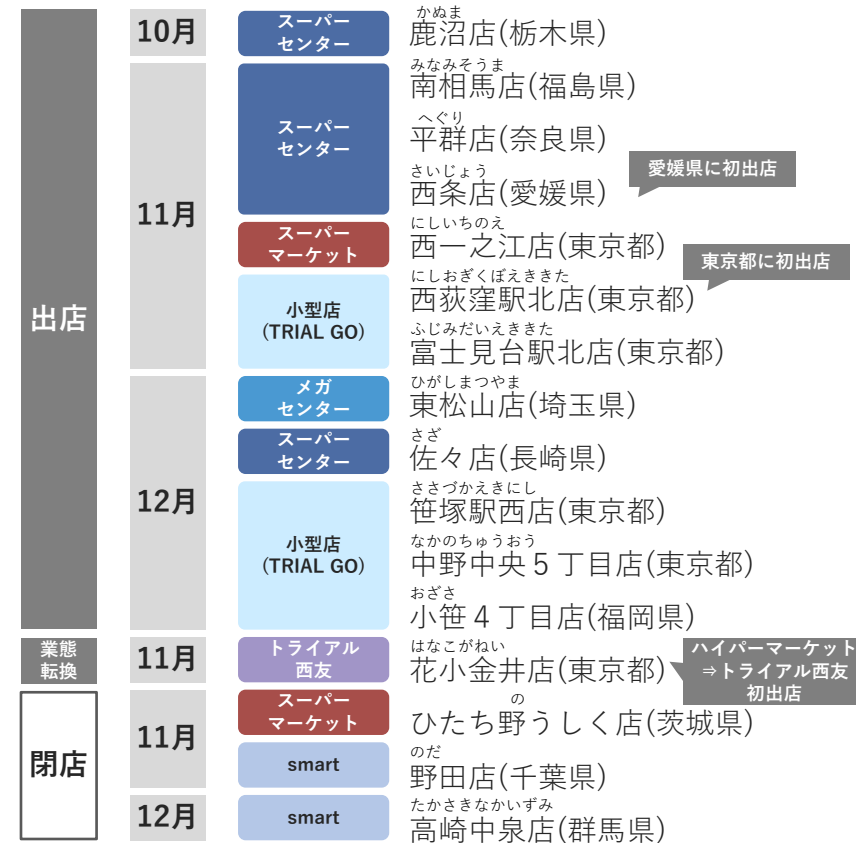 出店
10月
スーパー
センター
かぬま
鹿沼店(栃木県)
11月
スーパー
センター
みなみそうま
南相馬店(福島県)
へぐり
平群店(奈良県)
さいじょう
西条店(愛媛県)
愛媛県に初出店
スーパー
マーケット
にしいちのえ
西一之江店(東京都)
東京都に初出店
小型店
(TRIAL GO)
にしおぎくぼえききた
西荻窪駅北店(東京都)
ふじみだいえききた
富士見台駅北店(東京都)
12月
メガ
センター
ひがしまつやま
東松山店(埼玉県)
スーパー
センター
さざ
佐々店(長崎県)
小型店
(TRIAL GO)
ささづかえきにし
笹塚駅西店(東京都)
なかのちゅうおう
中野中央5丁目店(東京都)
おざさ
小笹4丁目店(福岡県)
業態
転換
11月
トライアル
西友
はなこがねい
花小金井店(東京都)
ハイパーマーケット
⇒トライアル西友
初出店
閉店
11月
スーパー
マーケット
の
ひたち野うしく店(茨城県)
smart
のだ
野田店(千葉県)
12月
smart
たかさきなかいずみ
高崎中泉店(群馬県)